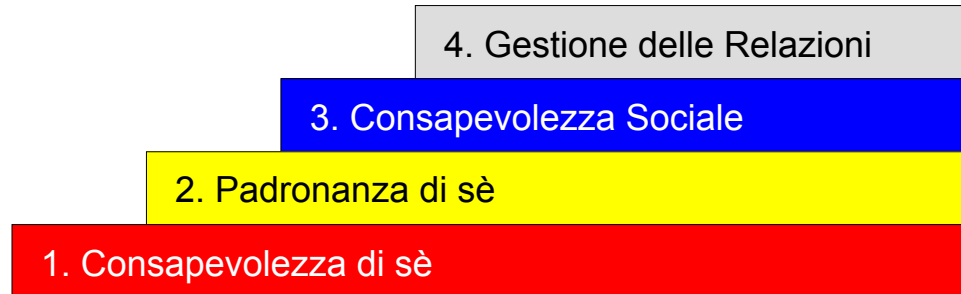 4. Gestione delle Relazioni
3. Consapevolezza Sociale
2. Padronanza di sè
1. Consapevolezza di sè